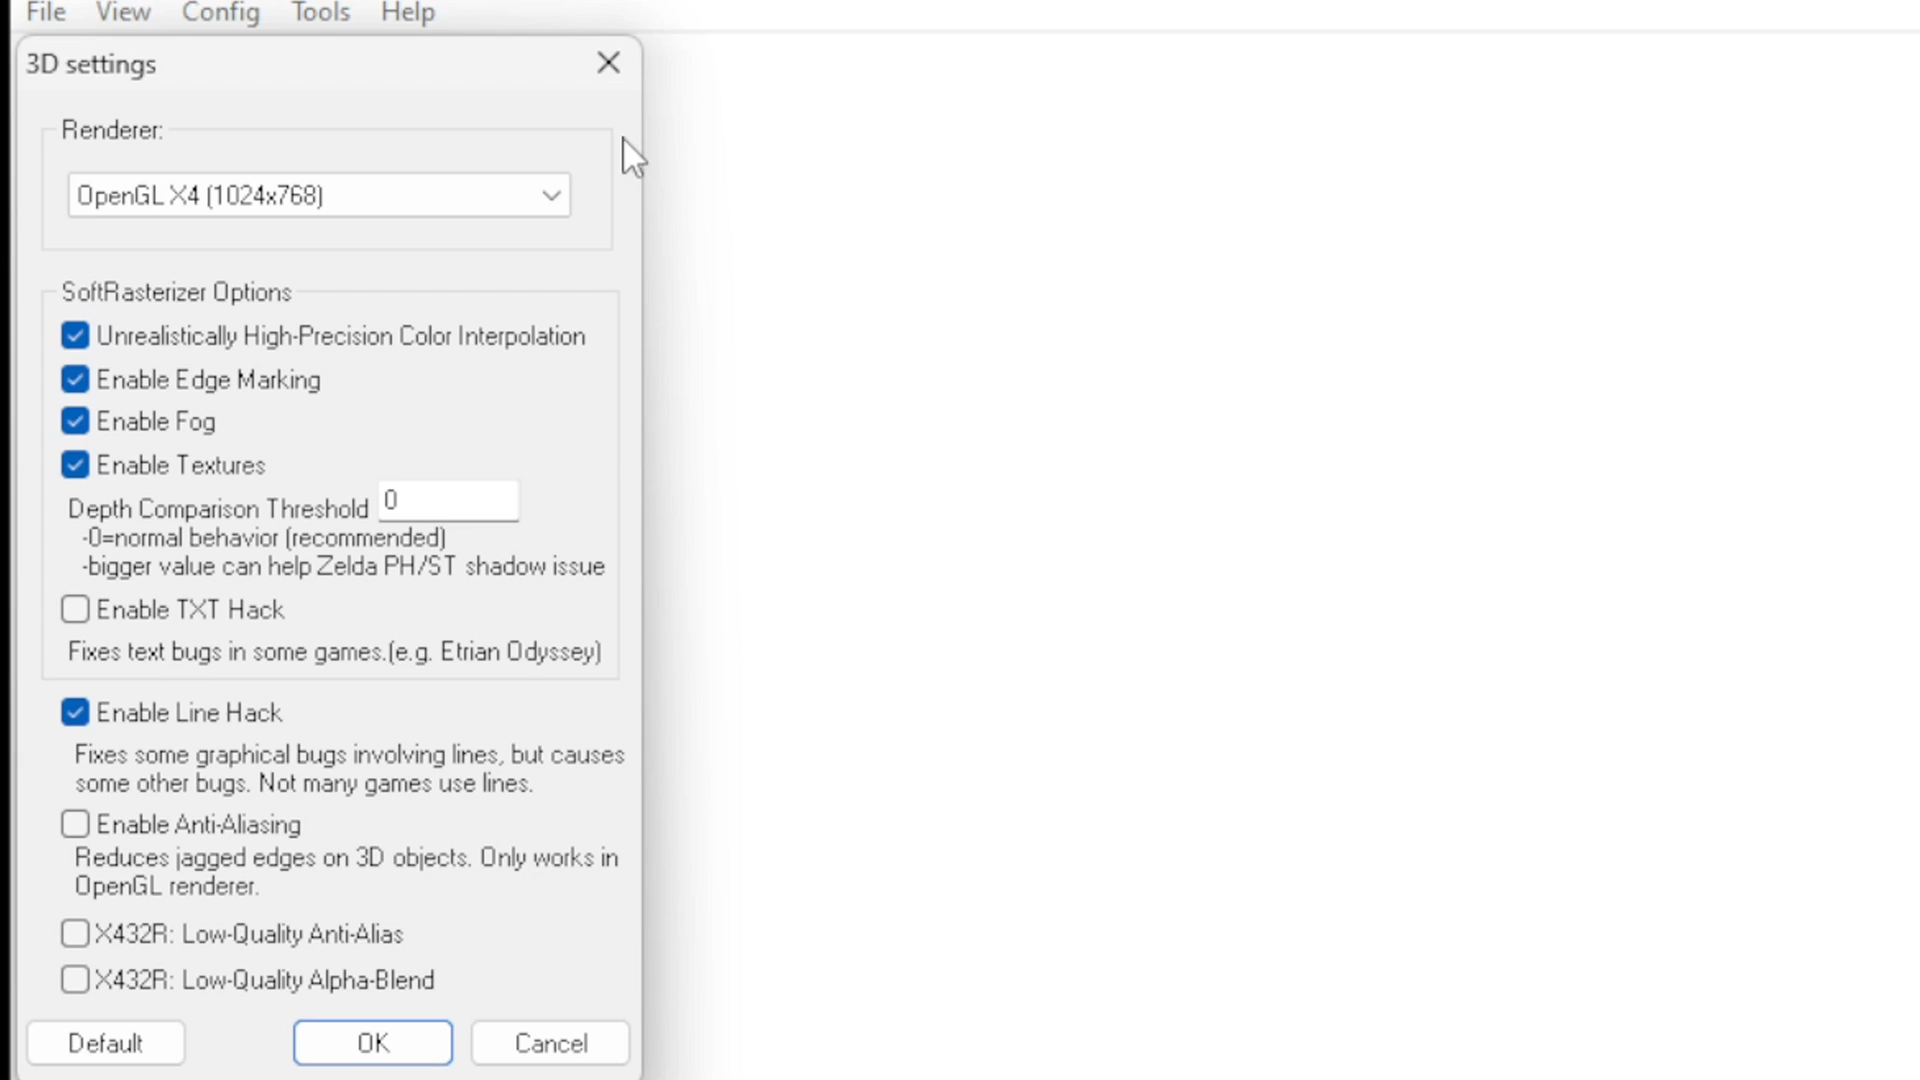 File View Config Tools Help
3D settings
Renderer:
OpenGL X4 (1024x768)
SoftRasterizer Options
Unrealistically High-Precision Color Interpolation
Enable Edge Marking
Enable Fog
Enable Textures
Depth Comparison Threshold 0
-0=normal behavior (recommended)
-bigger value can help Zelda PH/ST shadow issue
Enable TXT Hack
Fixes text bugs in some games.(e.g. Etrian Odyssey)
Enable Line Hack
Fixes some graphical bugs involving lines, but causes
some other bugs. Not many games use lines.
Enable Anti-Aliasing
Reduces jagged edges on 3D objects. Only works in
OpenGL renderer.
X432R: Low-Quality Anti-Alias
X432R: Low-Quality Alpha-Blend
Default OK Cancel